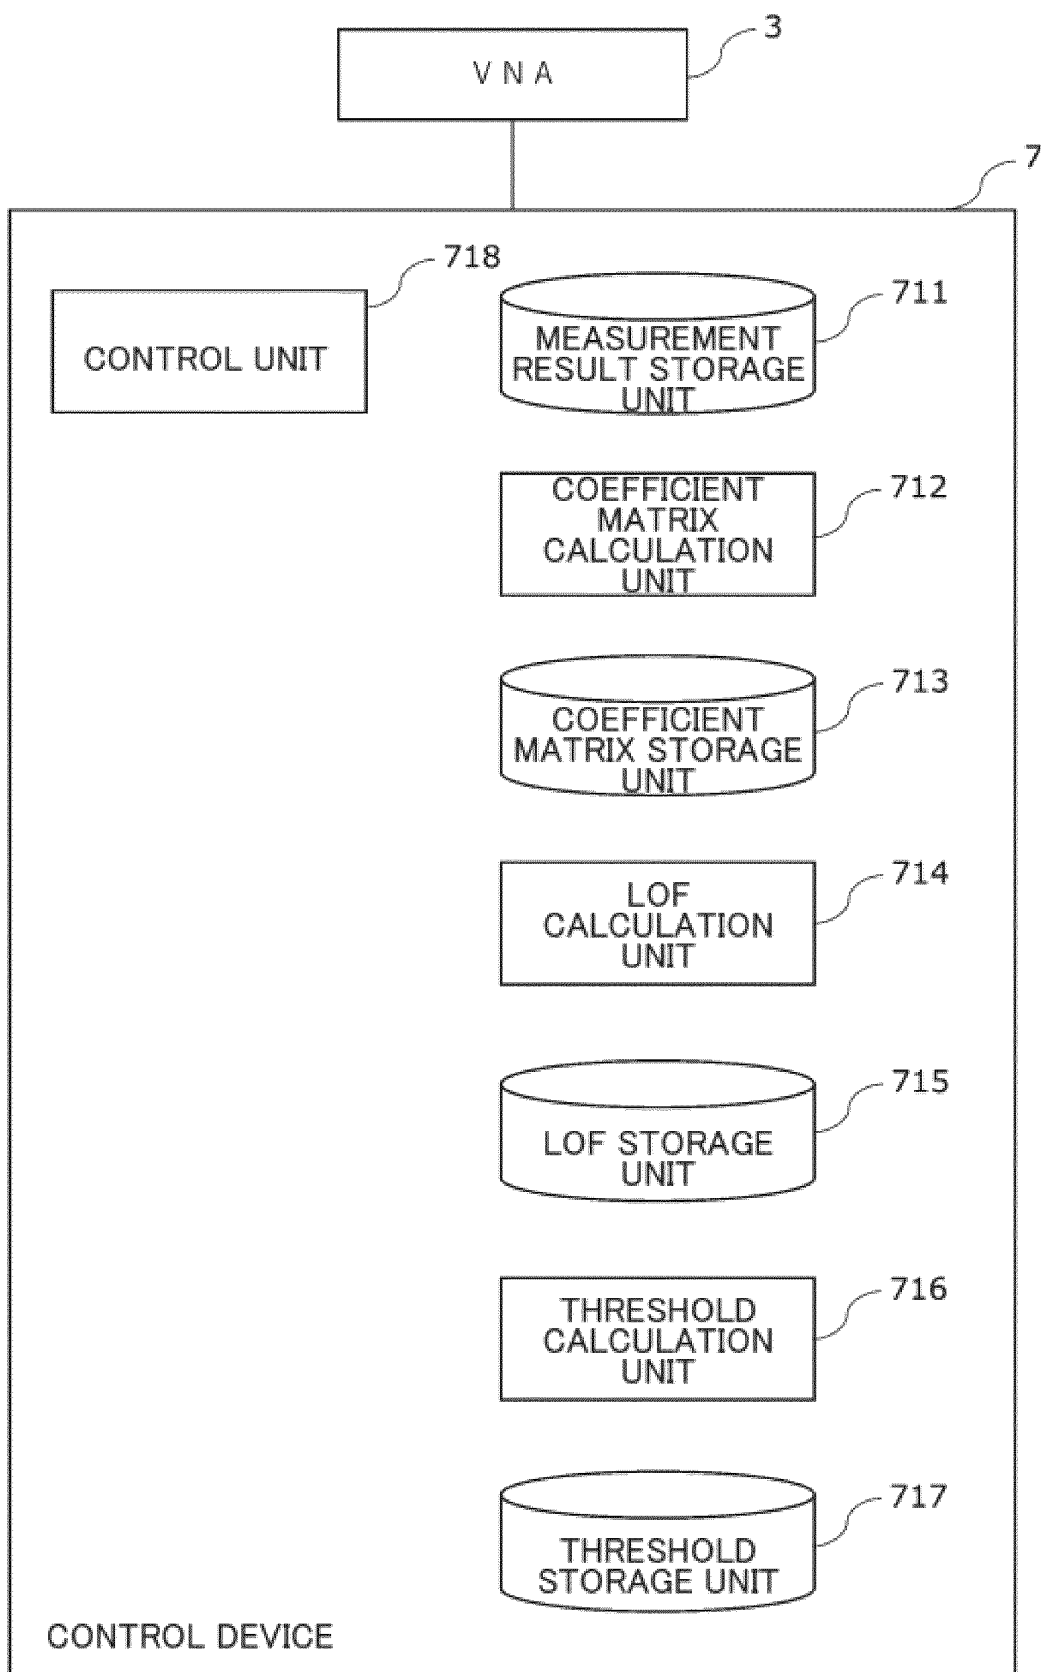 3
V N A
7
718
CONTROL UNIT
711
MEASUREMENT
RESULT STORAGE
UNIT
712
COEFFICIENT
MATRIX
CALCULATION
UNIT
713
COEFFICIENT
MATRIX STORAGE
UNIT
714
LOF
CALCULATION
UNIT
715
LOF STORAGE
UNIT
716
THRESHOLD
CALCULATION
UNIT
717
THRESHOLD
STORAGE UNIT
CONTROL DEVICE